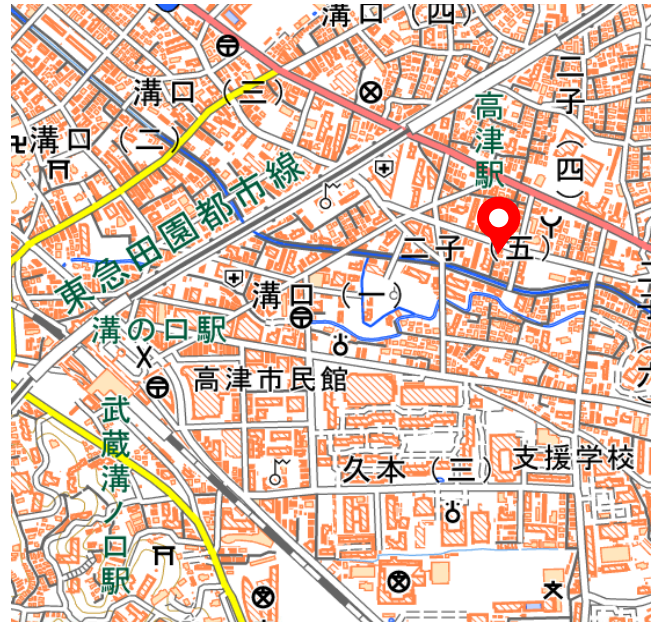 溝口（四）
溝口（三）
溝口（二）
高津駅
二子（四）
東急田園都市線
二子（五）
溝口（一）
溝の口駅
高津市民館
武蔵溝ノ口駅
久本（三）
支援学校